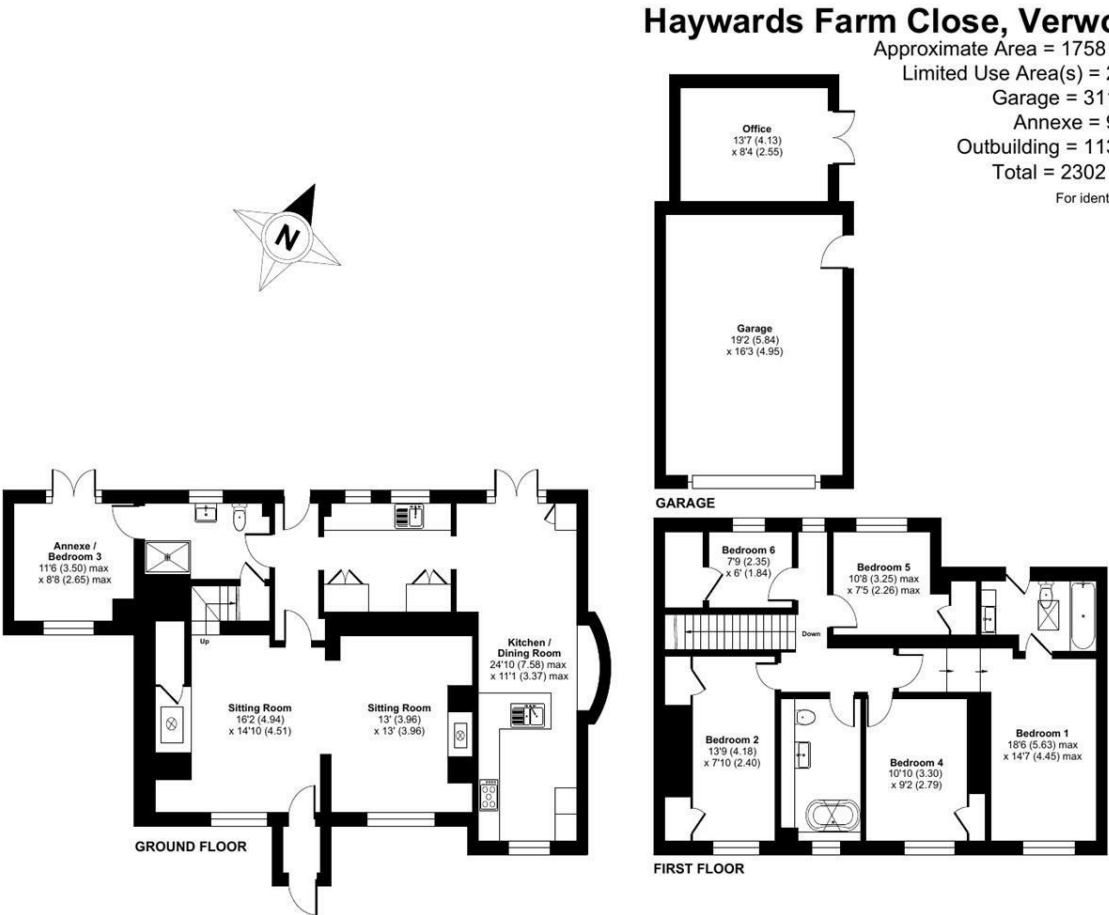 Haywards Farm Close,
Approximate Area = 1758
Limited Use Area(s) =
Garage =
Annexe =
Outbuilding =
Total = 2302
For
Office
13'7 (4.13)
x 8'4 (2.55)
N
Garage
19'2 (5.84)
x 16'3 (4.95)
GARAGE
Annexe /
Bedroom 3
11'6 (3.50) max
x 8'8 (2.65) max
Up
Kitchen /
Dining Room
24'10 (7.58) max
x 11'1 (3.37) max
Sitting Room
16'2 (4.94)
x 14'10 (4.51)
Sitting Room
13' (3.96)
x 13' (3.96)
GROUND FLOOR
Bedroom 6
7'9 (2.35)
x 6' (1.84)
Bedroom 5
10'8 (3.25) max
x 7'5 (2.26) max
Down
Bedroom 2
13'9 (4.18)
x 7'10 (2.40)
Bedroom 4
10'10 (3.30)
x 9'2 (2.79)
Bedroom 1
18'6 (5.63) max
x 14'7 (4.45) max
FIRST FLOOR